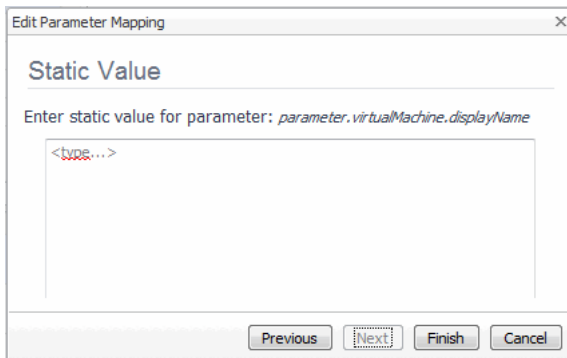 Edit Parameter Mapping
Static Value
Enter static value for parameter: parameter.virtualMachine.displayName
<type...>
Previous Next Finish Cancel